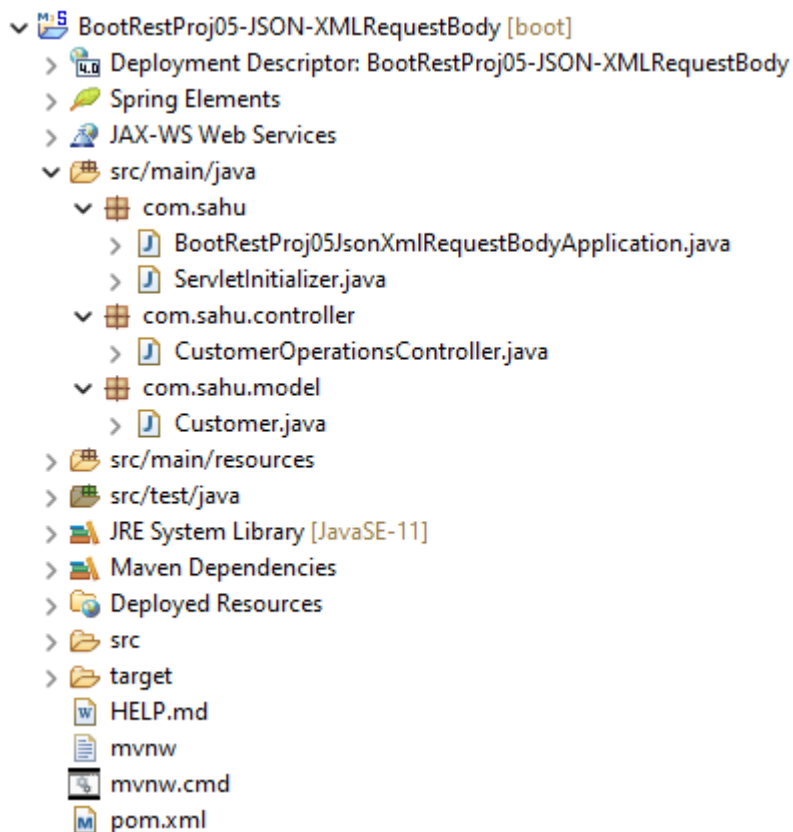 BootRestProj05-JSON-XMLRequestBody [boot]
Deployment Descriptor: BootRestProj05-JSON-XMLRequestBody
Spring Elements
JAX-WS Web Services
src/main/java
com.sahu
BootRestProj05JsonXmlRequestBodyApplication.java
ServletInitializer.java
com.sahu.controller
CustomerOperationsController.java
com.sahu.model
Customer.java
src/main/resources
src/test/java
JRE System Library [JavaSE-11]
Maven Dependencies
Deployed Resources
src
target
HELP.md
mvnw
mvnw.cmd
pom.xml